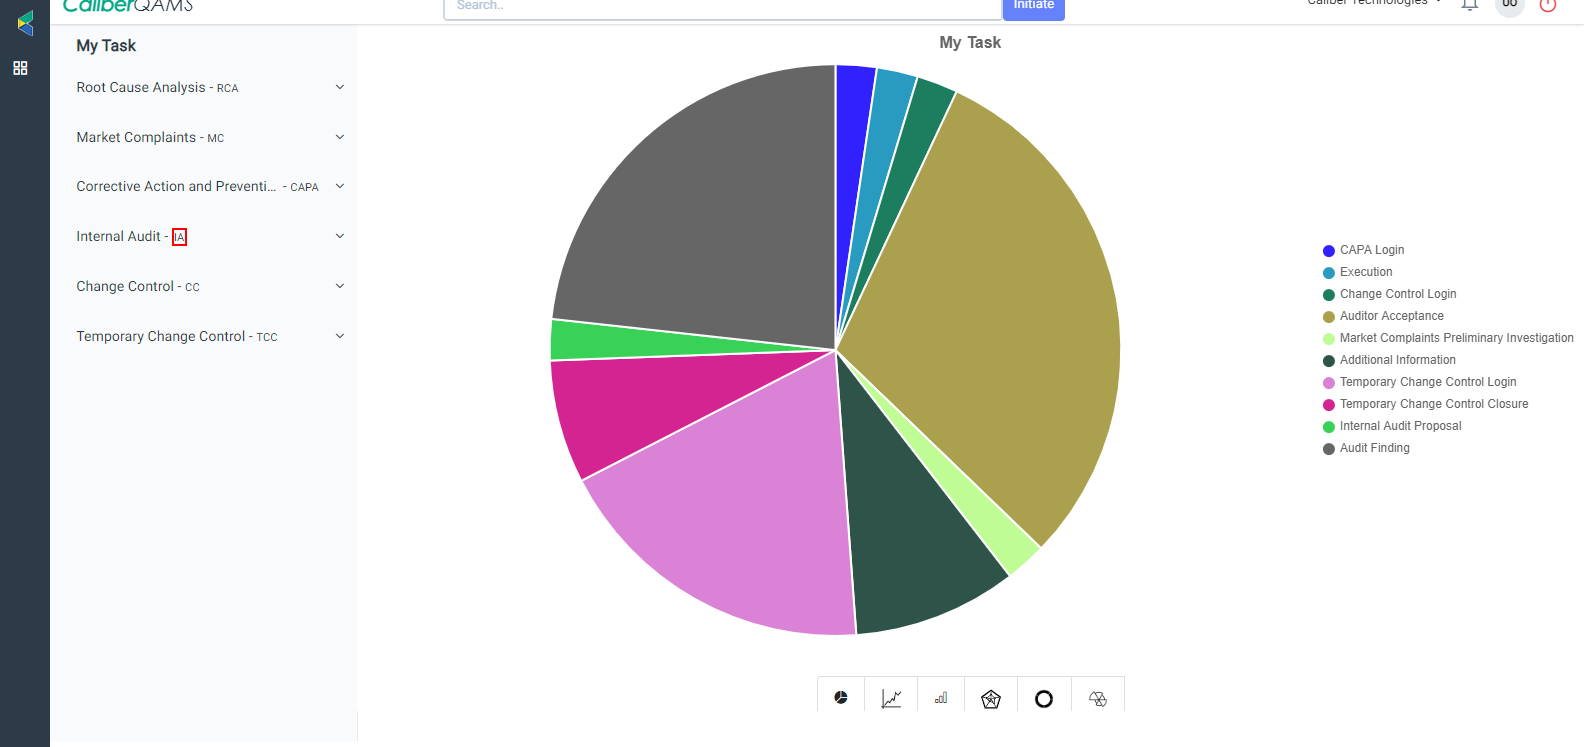 CaliberQAMS
Search..
Initiate
Caliber Technologies
My Task
Root Cause Analysis - RCA
Market Complaints - MC
Corrective Action and Preventi... - CAPA
Internal Audit - IA
Change Control - CC
Temporary Change Control - TCC
My Task
CAPA Login
Execution
Change Control Login
Auditor Acceptance
Market Complaints Preliminary Investigation
Additional Information
Temporary Change Control Login
Temporary Change Control Closure
Internal Audit Proposal
Audit Finding